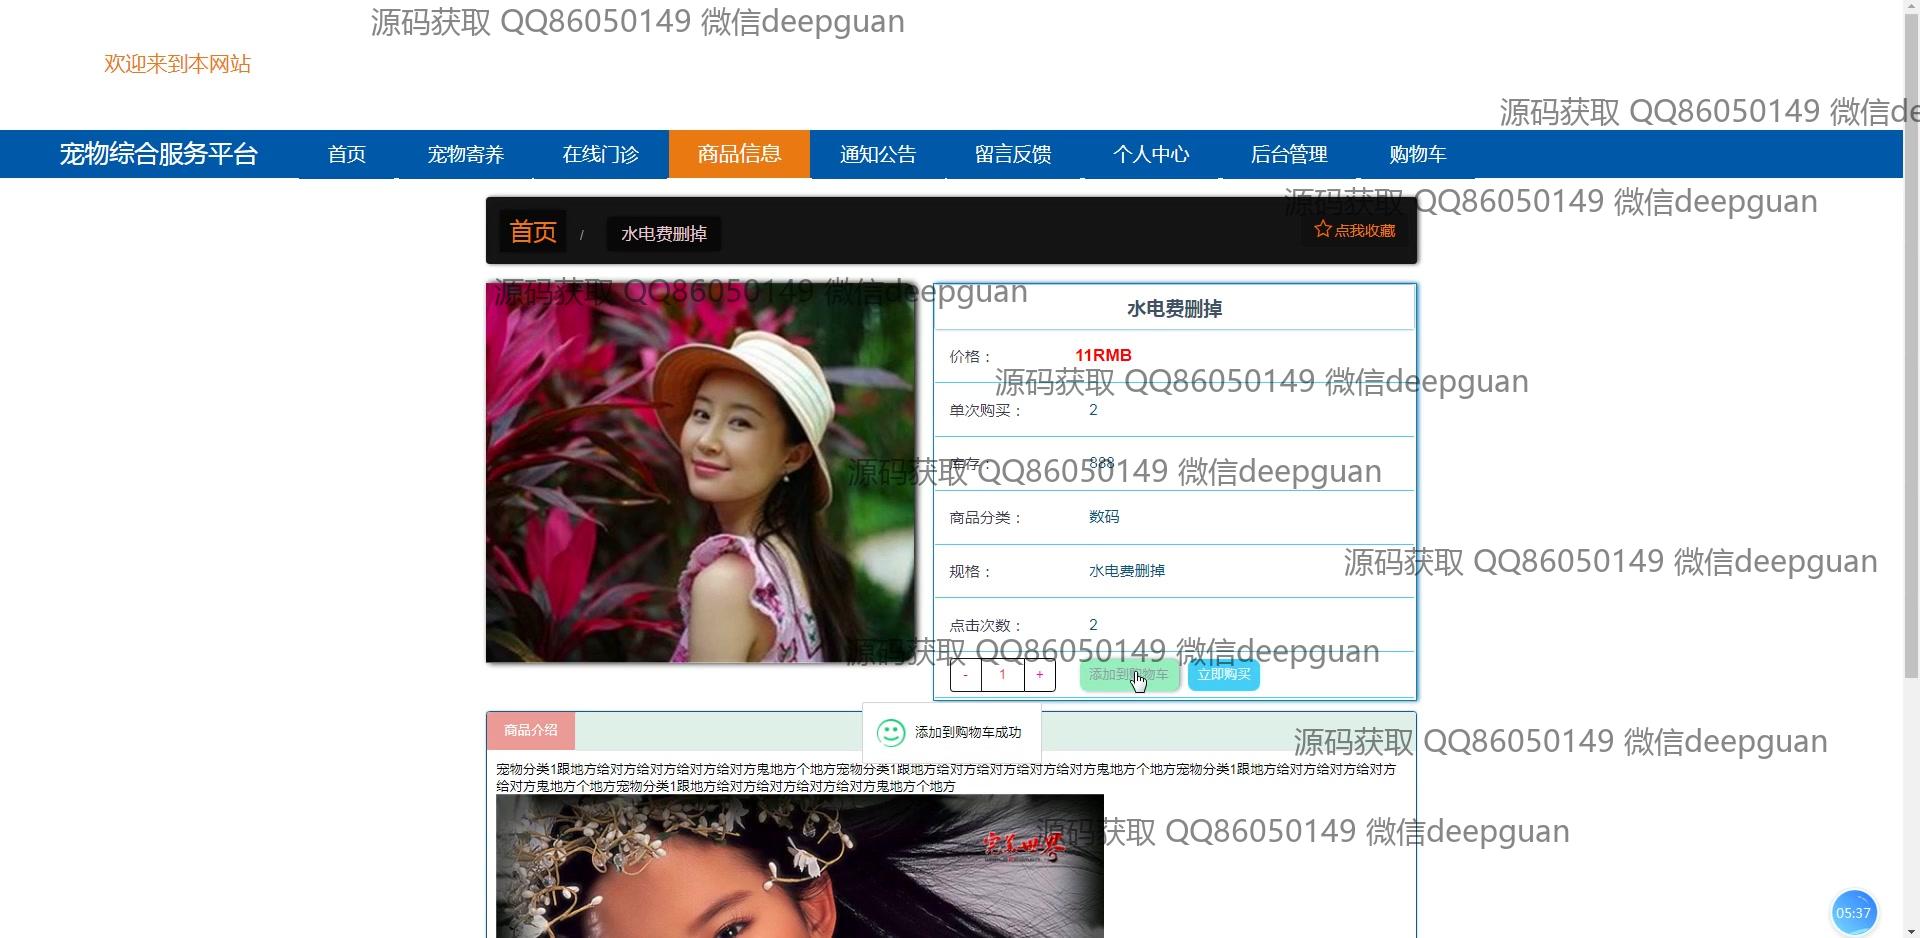 源码获取 QQ86050149 微信deepguan
欢迎来到本网站
源码获取 QQ86050149 微信de
宠物综合服务平台 首页 宠物寄养 在线门诊 商品信息 通知公告 留言反馈 个人中心 后台管理 购物车
源码获取 QQ86050149 微信deepguan
首页 / 水电费删掉 ☆点我收藏
源码获取 QQ86050149 微信deepguan
水电费删掉
价格： 11RMB
源码获取 QQ86050149 微信deepguan
单次购买： 2
库存： 888
源码获取 QQ86050149 微信deepguan
商品分类： 数码
源码获取 QQ86050149 微信deepguan
规格： 水电费删掉
点击次数： 2
源码获取 QQ86050149 微信deepguan
- 1 + 添加到购物车 立即购买
商品介绍
添加到购物车成功
源码获取 QQ86050149 微信deepguan
宠物分类1跟地方给对方给对方给对方给对方鬼地方个地方宠物分类1跟地方给对方给对方给对方给对方鬼地方个地方宠物分类1跟地方给对方给对方给对方
给对方鬼地方个地方宠物分类1跟地方给对方给对方给对方给对方鬼地方个地方
源码获取 QQ86050149 微信deepguan
完美世界
05:37